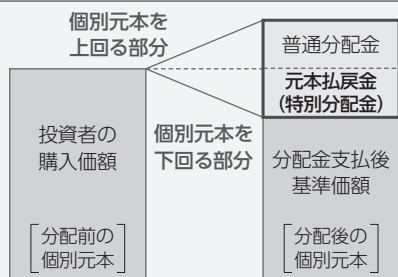 個別元本を
上回る部分
普通分配金
元本払戻金
(特別分配金)
投資者の
購入価額
個別元本を
下回る部分
分配金支払後
基準価額
分配前の
個別元本
分配後の
個別元本